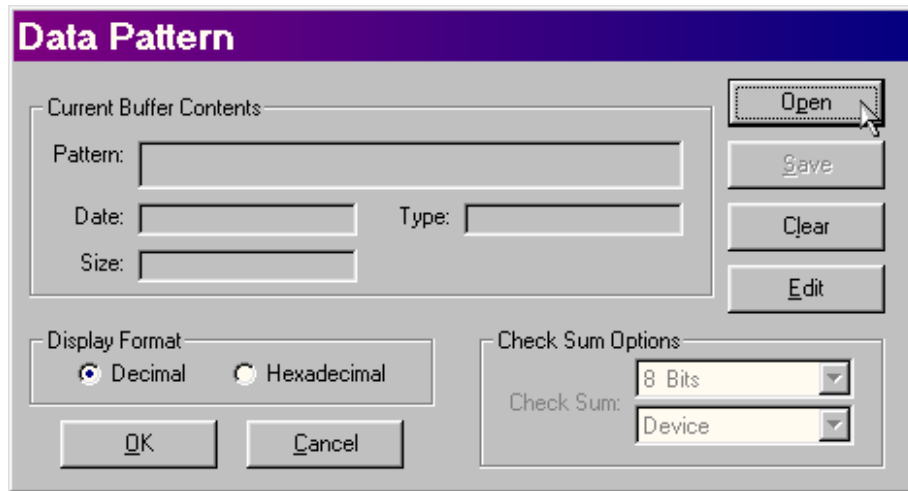 Data Pattern
Current Buffer Contents
Open
Pattern:
Save
Date:
Type:
Clear
Size:
Edit
Display Format
Check Sum Options
Decimal
Hexadecimal
Check Sum:
8 Bits
Device
OK
Cancel